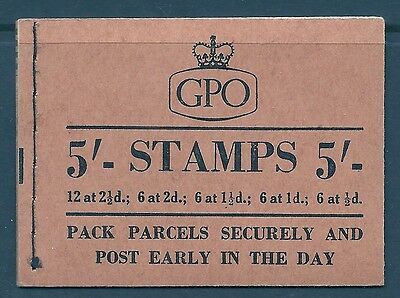 GPO
5/- STAMPS 5/-
12 at 2½d.; 6 at 2d.; 6 at 1½d.; 6 at 1d.; 6 at ½d.
PACK PARCELS SECURELY AND
POST EARLY IN THE DAY